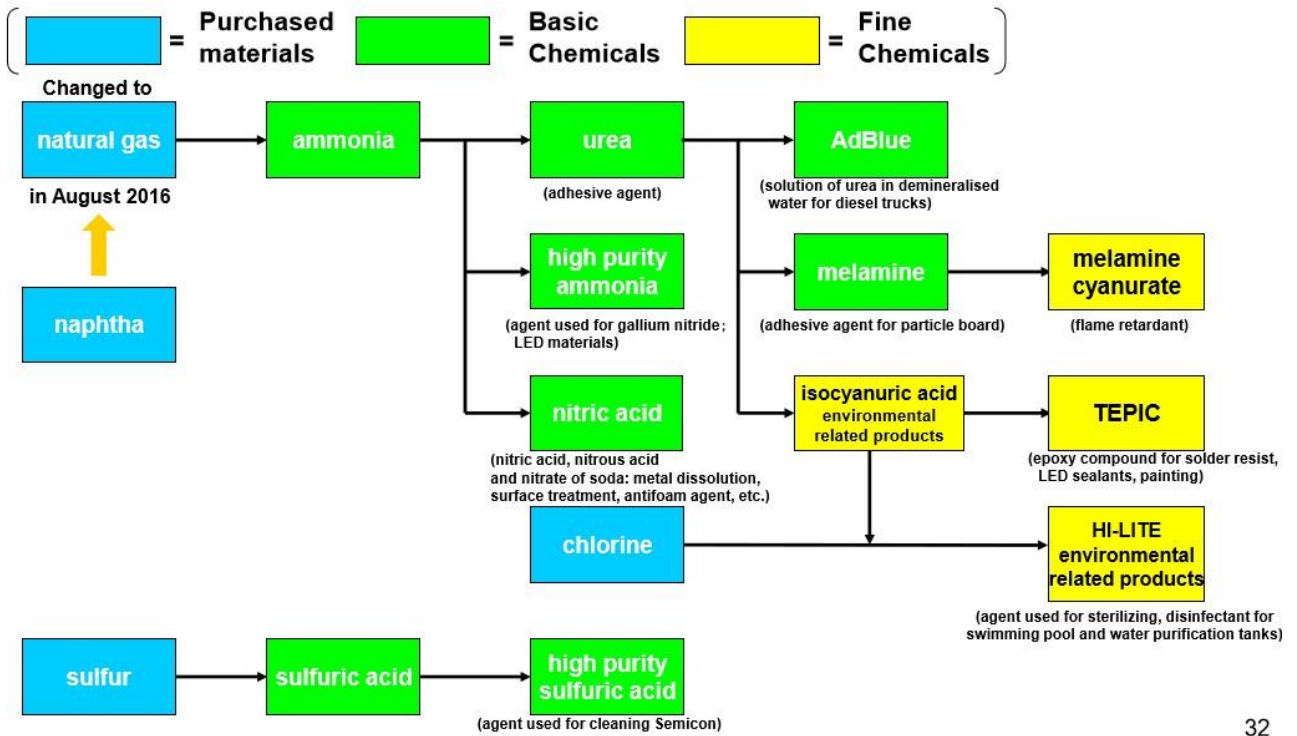 = Purchased
materials
= Basic
Chemicals
= Fine
Chemicals
Changed to
natural gas
in August 2016
naphtha
ammonia
urea
(adhesive agent)
AdBlue
(solution of urea in demineralised
water for diesel trucks)
high purity
ammonia
(agent used for gallium nitride;
LED materials)
melamine
(adhesive agent for particle board)
melamine
cyanurate
(flame retardant)
nitric acid
(nitric acid, nitrous acid
and nitrate of soda: metal dissolution,
surface treatment, antifoam agent, etc.)
isocyanuric acid
environmental
related products
TEPIC
(epoxy compound for solder resist,
LED sealants, painting)
chlorine
HI-LITE
environmental
related products
(agent used for sterilizing, disinfectant for
swimming pool and water purification tanks)
sulfur
sulfuric acid
high purity
sulfuric acid
(agent used for cleaning Semicon)
32